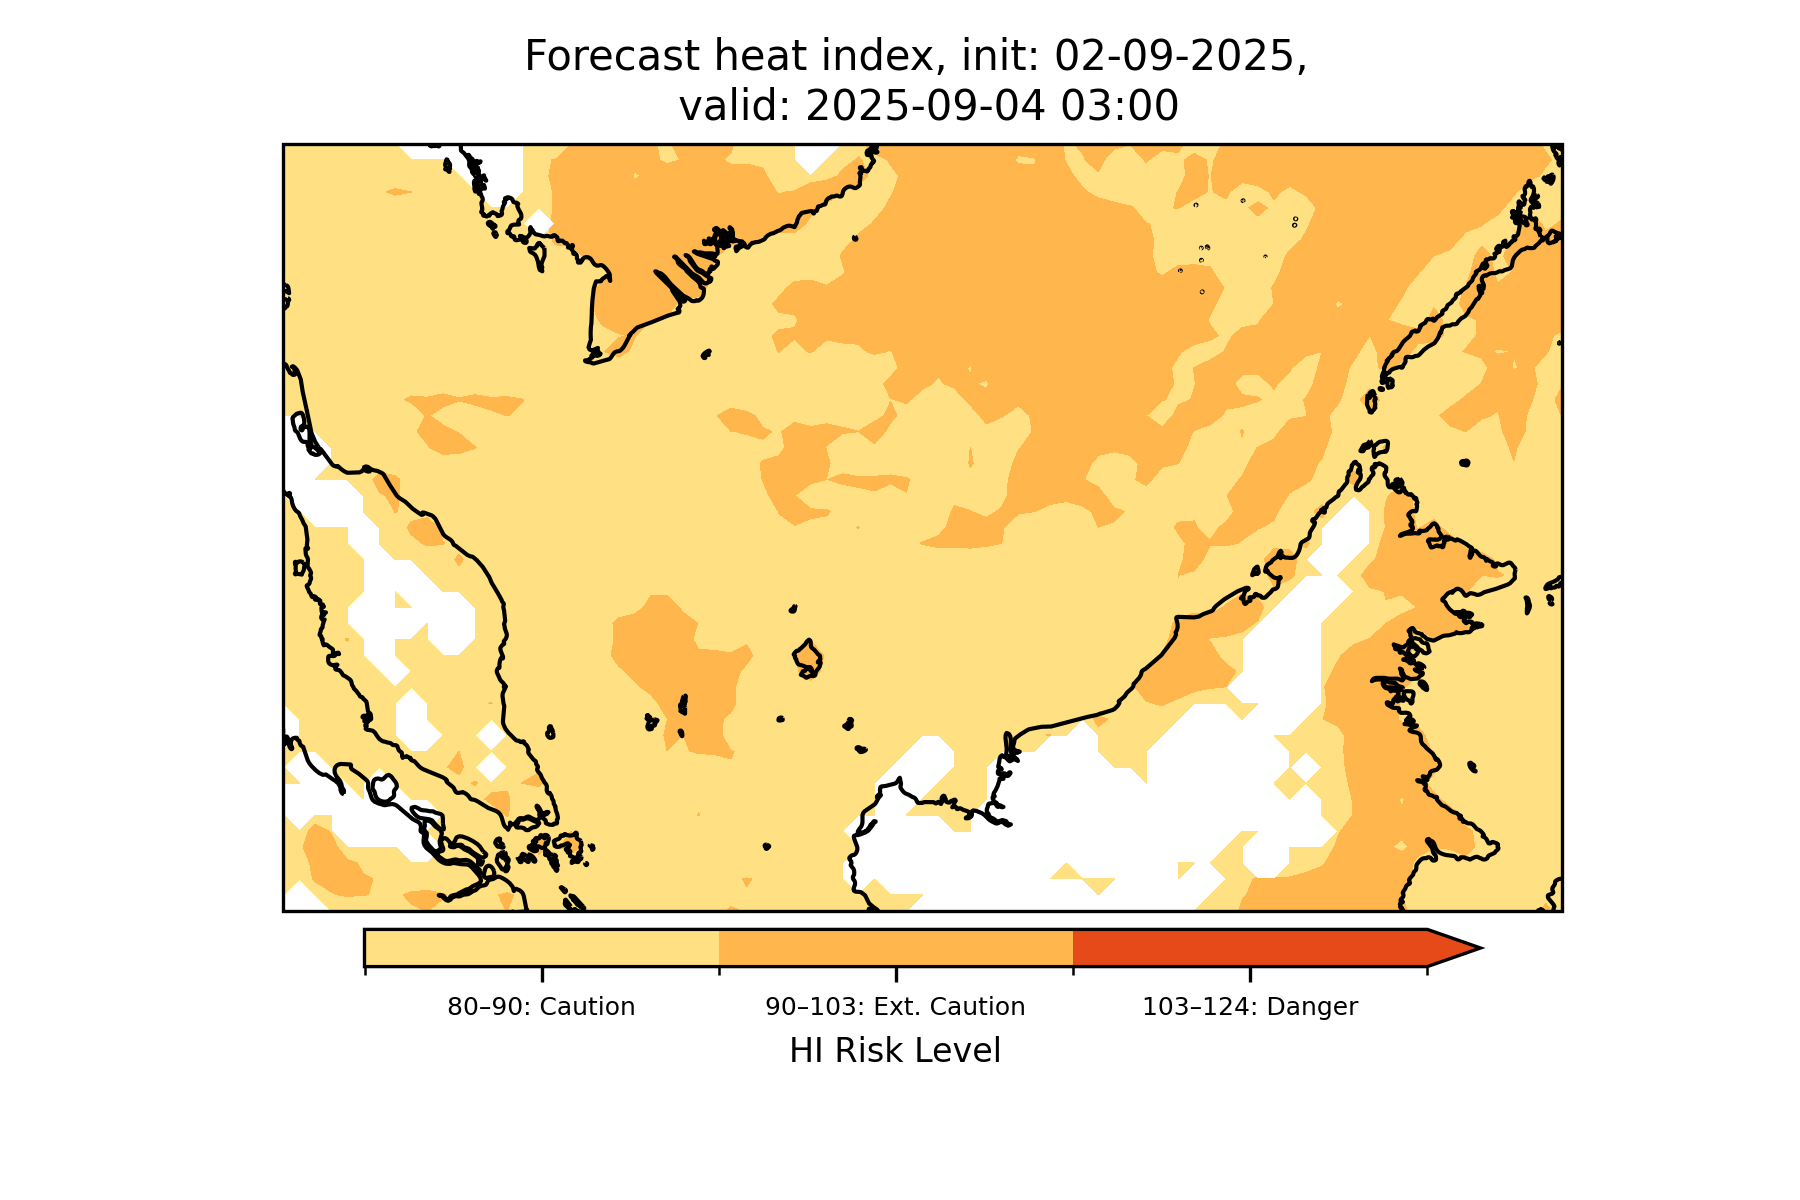 Forecast heat index, init: 02-09-2025,
valid: 2025-09-04 03:00
80–90: Caution
90–103: Ext. Caution
103–124: Danger
HI Risk Level